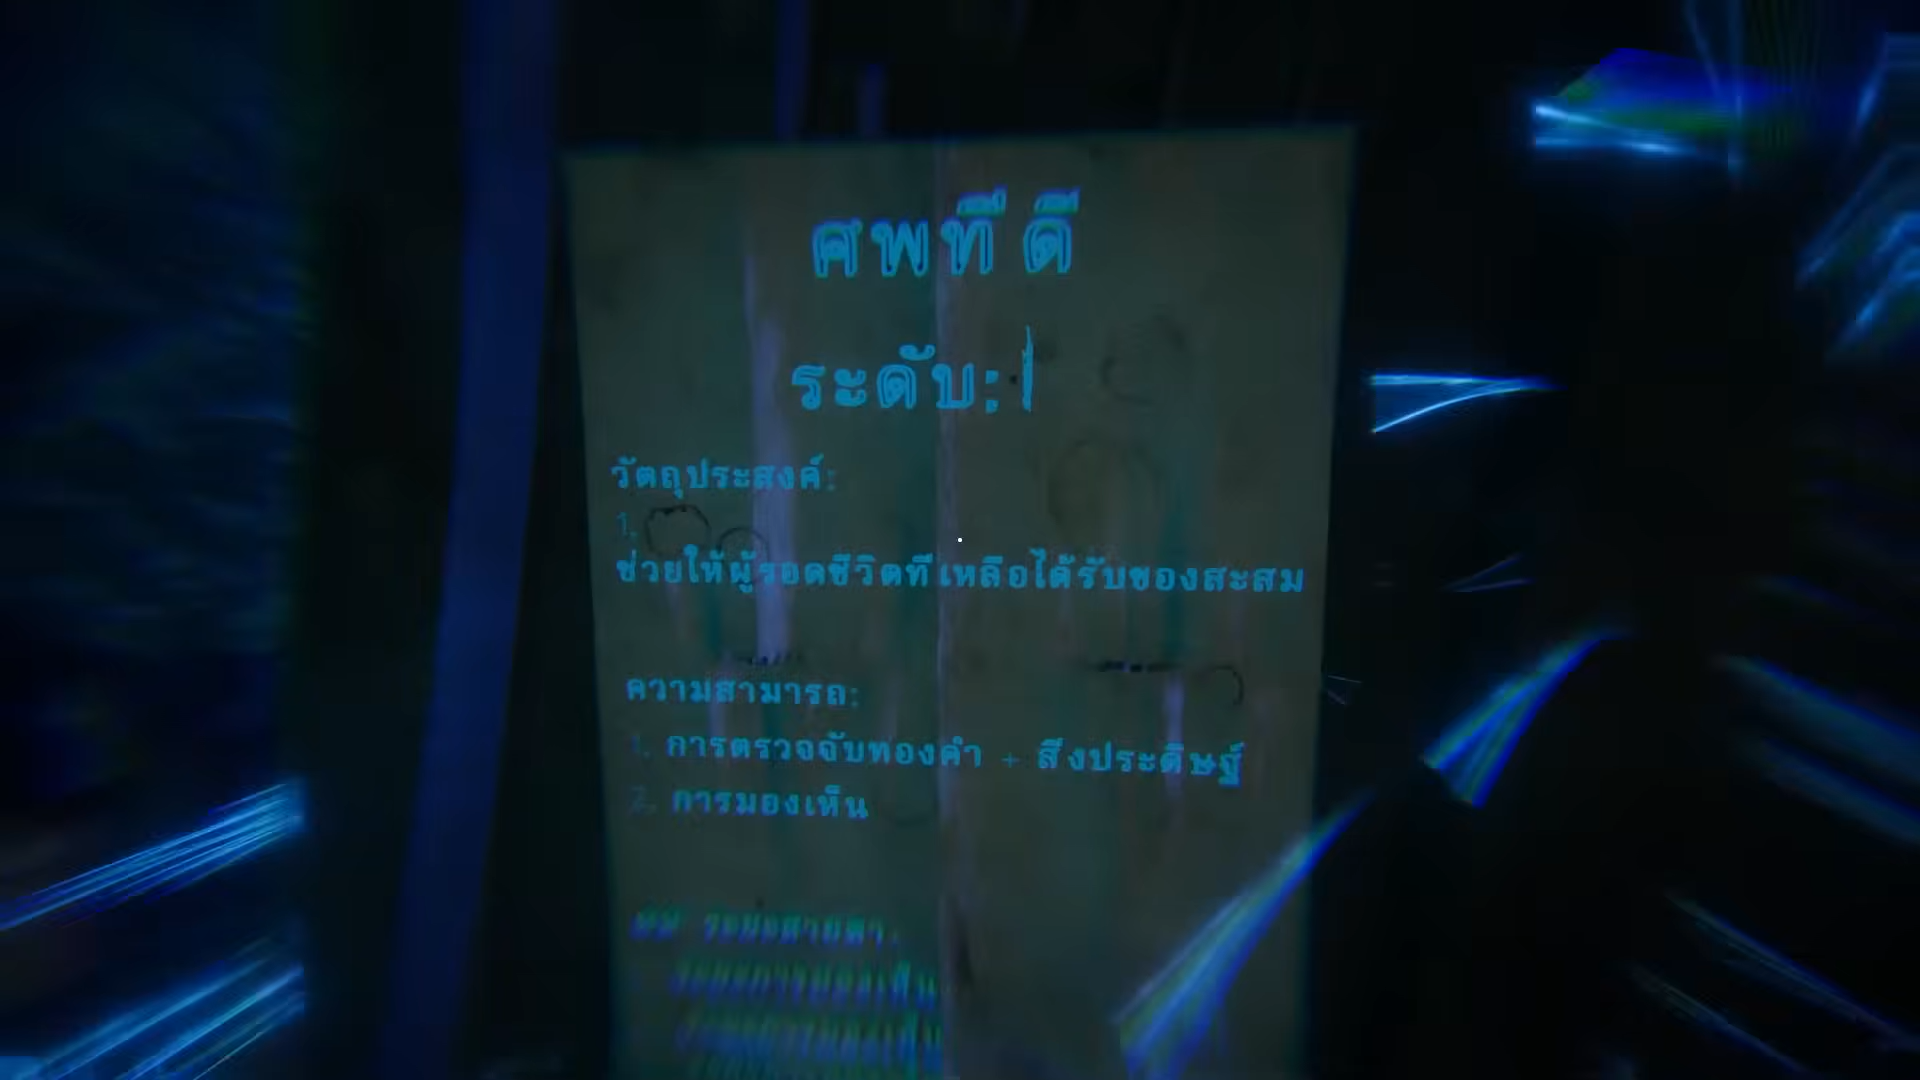 ศพที่ดี
ระดับ: I
วัตถุประสงค์:
1.
ช่วยให้ผู้รอดชีวิตที่เหลือได้รับของสะสม
ความสามารถ:
1. การตรวจจับทองคำ + สิ่งประดิษฐ์
2. การมองเห็น